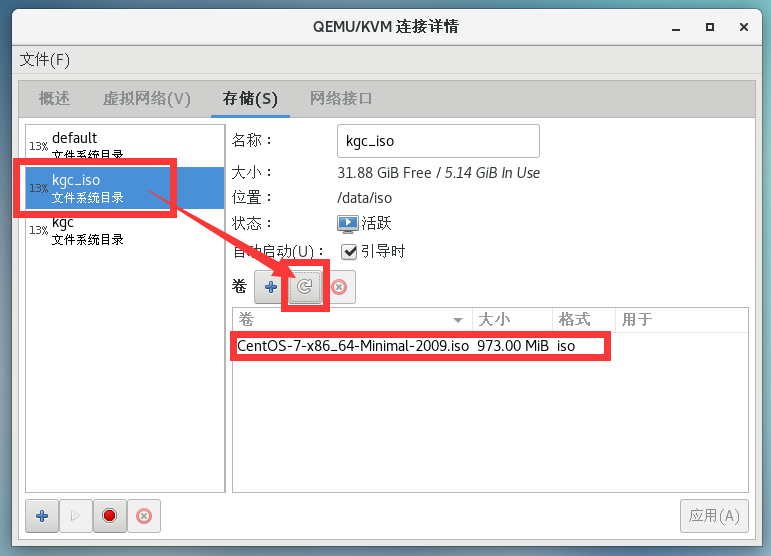 QEMU/KVM 连接详情
文件(F)
概述 虚拟网络(V) 存储(S) 网络接口
default
13%
文件系统目录
kgc_iso
13%
文件系统目录
kgc
13%
文件系统目录
名称：
kgc_iso
大小：
31.88 GiB Free / 5.14 GiB In Use
位置：
/data/iso
状态：
活跃
自动启动(U)：
引导时
卷
卷 大小 格式 用于
CentOS-7-x86_64-Minimal-2009.iso 973.00 MiB iso
应用(A)